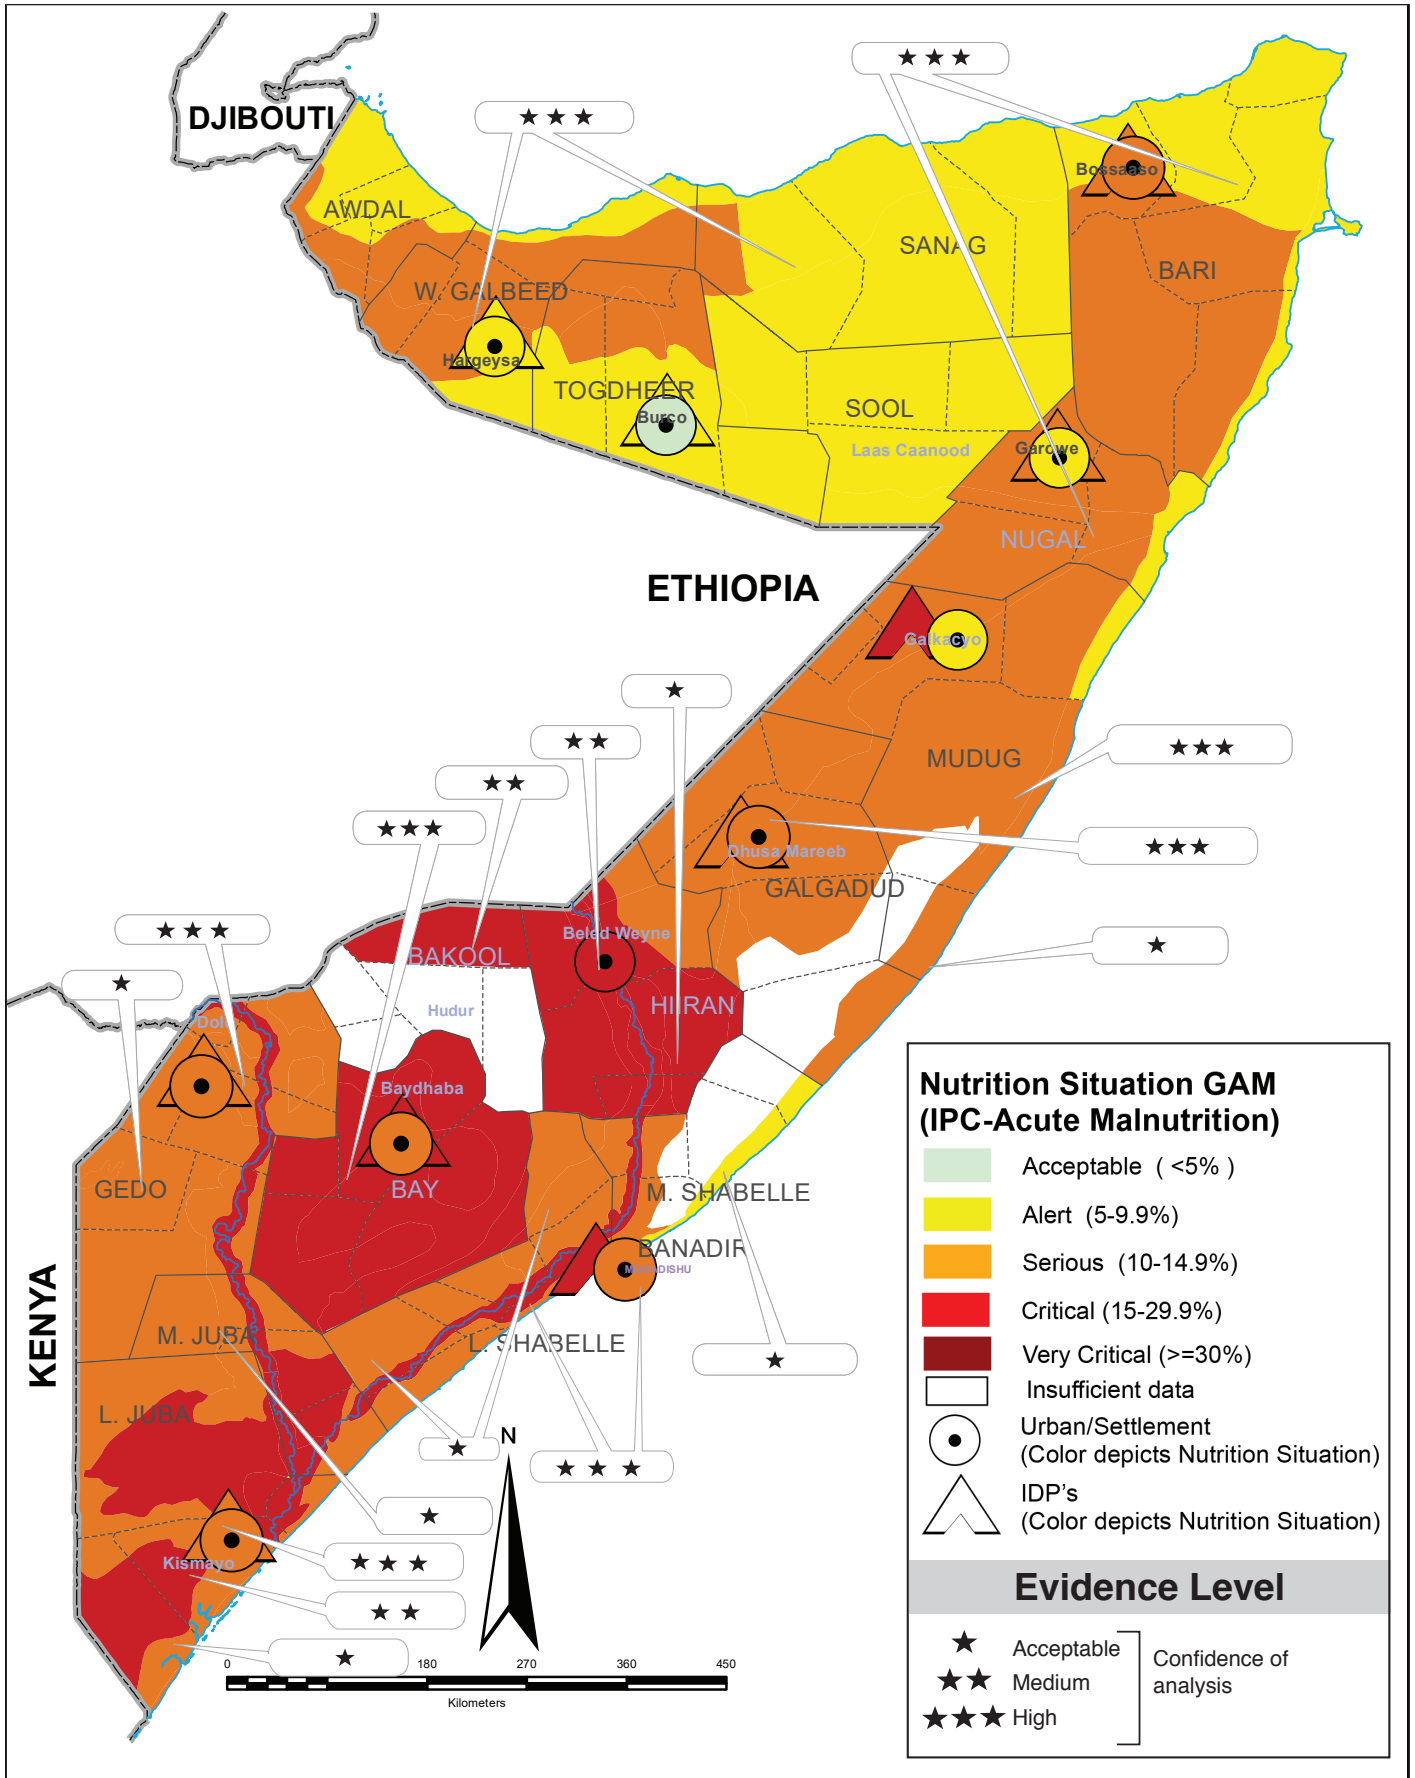 DJIBOUTI
Bossaaso
AWDAL
SANAG
BARI
W. GALBEED
Hargeysa
TOGDHEER
Burco
SOOL
Laas Caanood
Garowe
NUGAL
ETHIOPIA
Galkacyo
MUDUG
Dhusa Mareeb
GALGADUD
Beled Weyne
BAKOOL
HIIRAN
Hudur
Dolo
Baydhaba
GEDO
BAY
M. SHABELLE
BANADIR
MOGADISHU
KENYA
M. JUBA
L. SHABELLE
L. JUBA
Kismayo
N
0 180 270 360 450
Kilometers
Nutrition Situation GAM
(IPC-Acute Malnutrition)
Acceptable ( <5% )
Alert (5-9.9%)
Serious (10-14.9%)
Critical (15-29.9%)
Very Critical (>=30%)
Insufficient data
Urban/Settlement
(Color depicts Nutrition Situation)
IDP's
(Color depicts Nutrition Situation)
Evidence Level
Acceptable
Medium
High
Confidence of
analysis